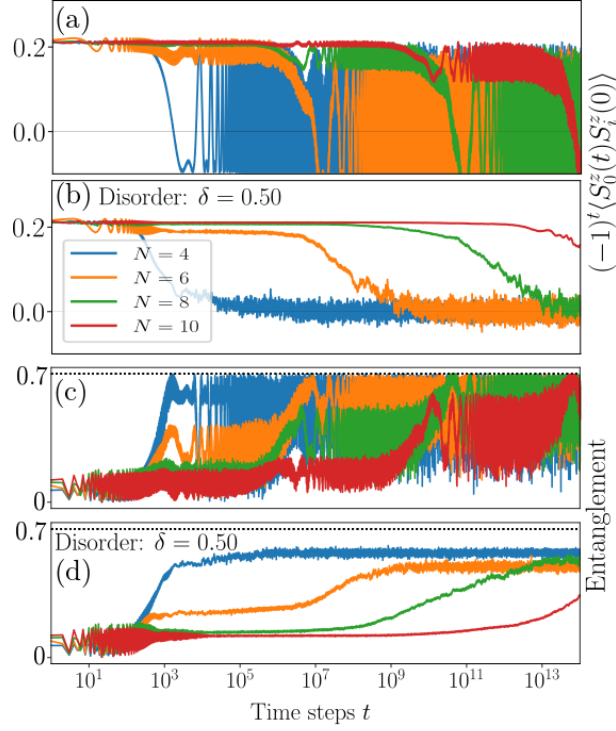 (a)
0.2
0.0
(b) Disorder: δ = 0.50
0.2
0.0
N = 4
N = 6
N = 8
N = 10
(−1)^t⟨S_0^z(t)S_i^z(0)⟩
0.7
(c)
0
0.7
Disorder: δ = 0.50
(d)
0
Entanglement
10^1
10^3
10^5
10^7
10^9
10^11
10^13
Time steps t